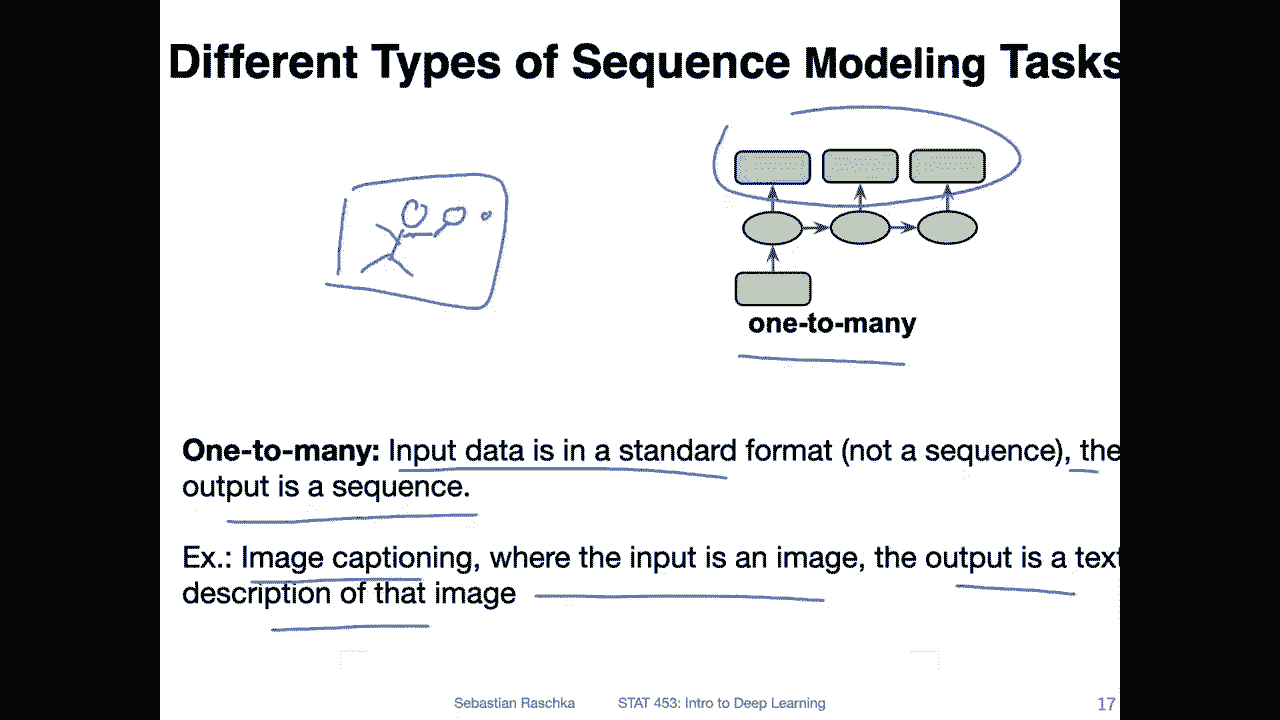 Different Types of Sequence Modeling Tasks
one-to-many
One-to-many: Input data is in a standard format (not a sequence), the
output is a sequence.
Ex.: Image captioning, where the input is an image, the output is a text
description of that image
Sebastian Raschka STAT 453: Intro to Deep Learning 17